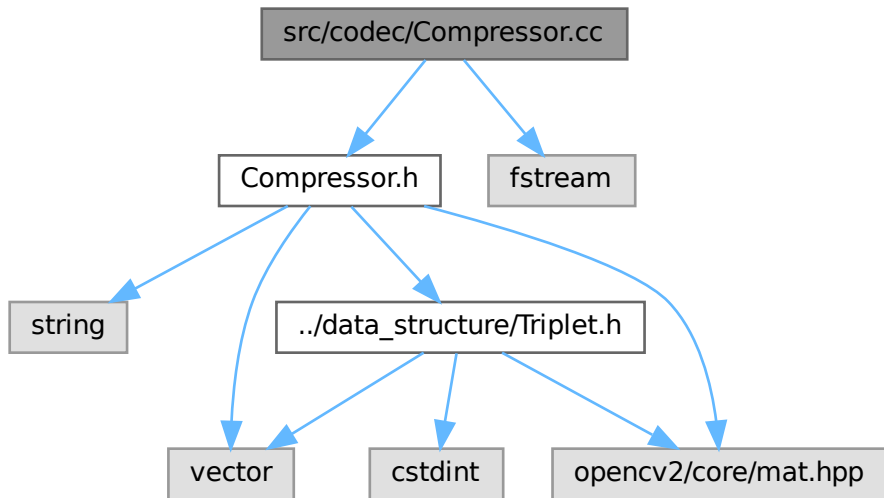 src/codec/Compressor.cc
Compressor.h
fstream
string
../data_structure/Triplet.h
vector
cstdint
opencv2/core/mat.hpp